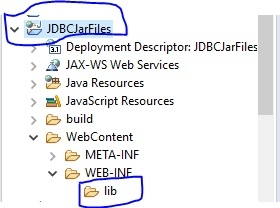 JDBCJarFiles
Deployment Descriptor: JDBCJarFiles
JAX-WS Web Services
Java Resources
JavaScript Resources
build
WebContent
META-INF
WEB-INF
lib